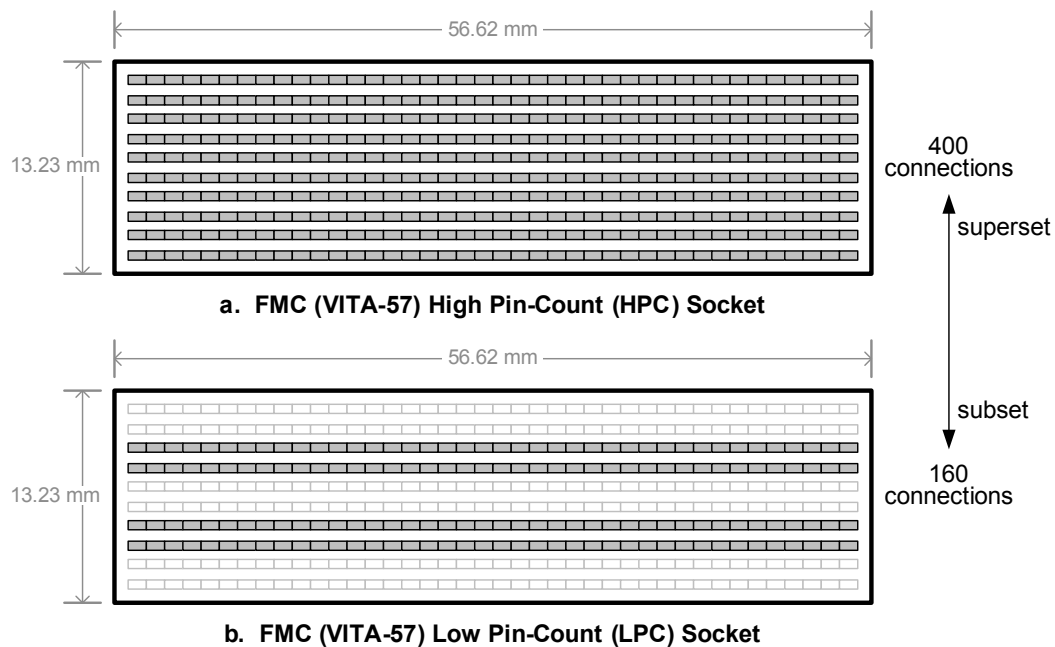 56.62 mm
13.23 mm
400
connections
superset
a. FMC (VITA-57) High Pin-Count (HPC) Socket
56.62 mm
subset
13.23 mm
160
connections
b. FMC (VITA-57) Low Pin-Count (LPC) Socket